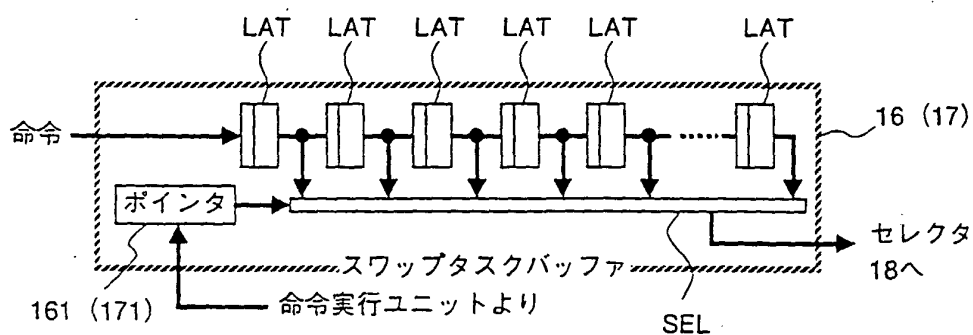 LAT LAT LAT LAT LAT LAT
16 (17)
命令
ポインタ
セレクタ
18へ
スワップタスクバッファ
161 (171)
命令実行ユニットより
SEL